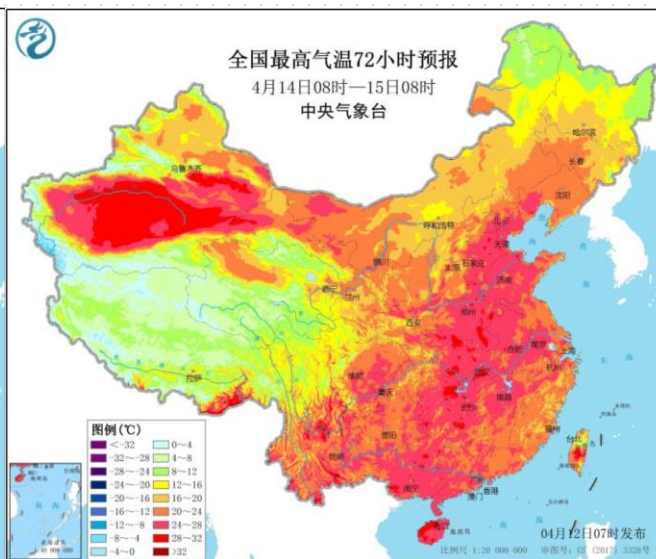 全国最高气温72小时预报
4月14日08时—15日08时
中央气象台
哈尔滨
长春
乌鲁木齐
沈阳
呼和浩特
北京
天津
银川
太原
石家庄
济南
西宁
兰州
郑州
西安
合肥
南京
上海
成都
武汉
杭州
拉萨
重庆
长沙
南昌
贵阳
福州
昆明
台北
南宁
香港
澳门
海口
图例(℃)
<-32
-32~-28
-28~-24
-24~-20
-20~-16
-16~-12
-12~-8
-8~-4
-4~0
0~4
4~8
8~12
12~16
16~20
20~24
24~28
28~32
>32
04月12日07时发布
比例尺 1:20 000 000
审图号: GS (2017) 3320号